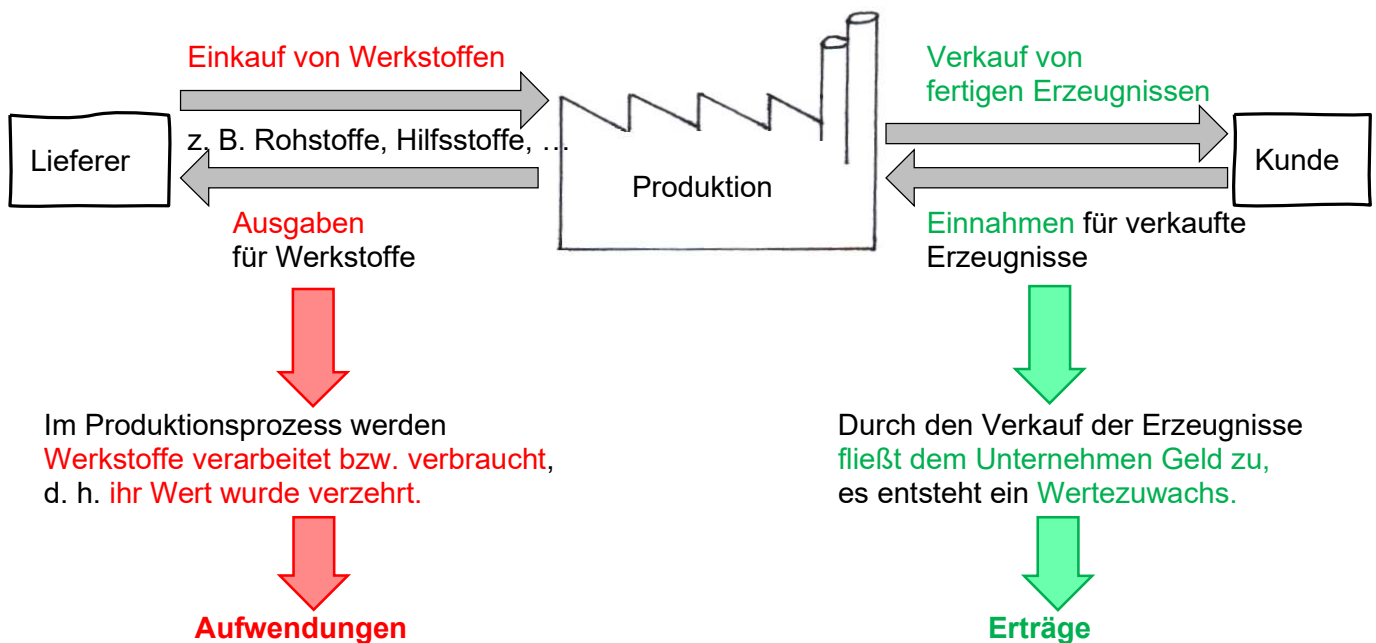 Einkauf von Werkstoffen
Verkauf von
fertigen Erzeugnissen
Lieferer
z. B. Rohstoffe, Hilfsstoffe, …
Produktion
Kunde
Ausgaben
für Werkstoffe
Einnahmen für verkaufte
Erzeugnisse
Im Produktionsprozess werden
Werkstoffe verarbeitet bzw. verbraucht,
d. h. ihr Wert wurde verzehrt.
Durch den Verkauf der Erzeugnisse
fließt dem Unternehmen Geld zu,
es entsteht ein Wertezuwachs.
Aufwendungen
Erträge